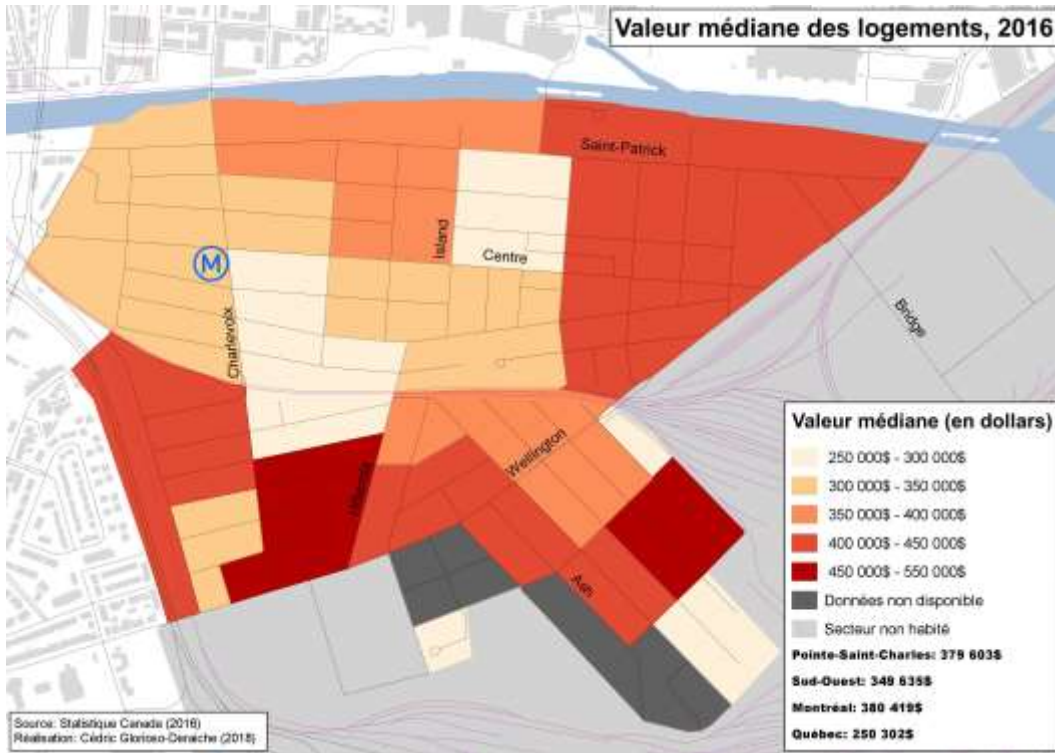 Valeur médiane des logements, 2016
Saint-Patrick
Island
Centre
M
Charlevoix
Bridge
Wellington
Ash
Valeur médiane (en dollars)
250 000$ - 300 000$
300 000$ - 350 000$
350 000$ - 400 000$
400 000$ - 450 000$
450 000$ - 550 000$
Données non disponible
Secteur non habité
Pointe-Saint-Charles: 379 603$
Sud-Ouest: 349 635$
Montréal: 380 419$
Québec: 250 302$
Source: Statistique Canada (2016)
Réalisation: Cédric Glorioso-Deraiche (2018)